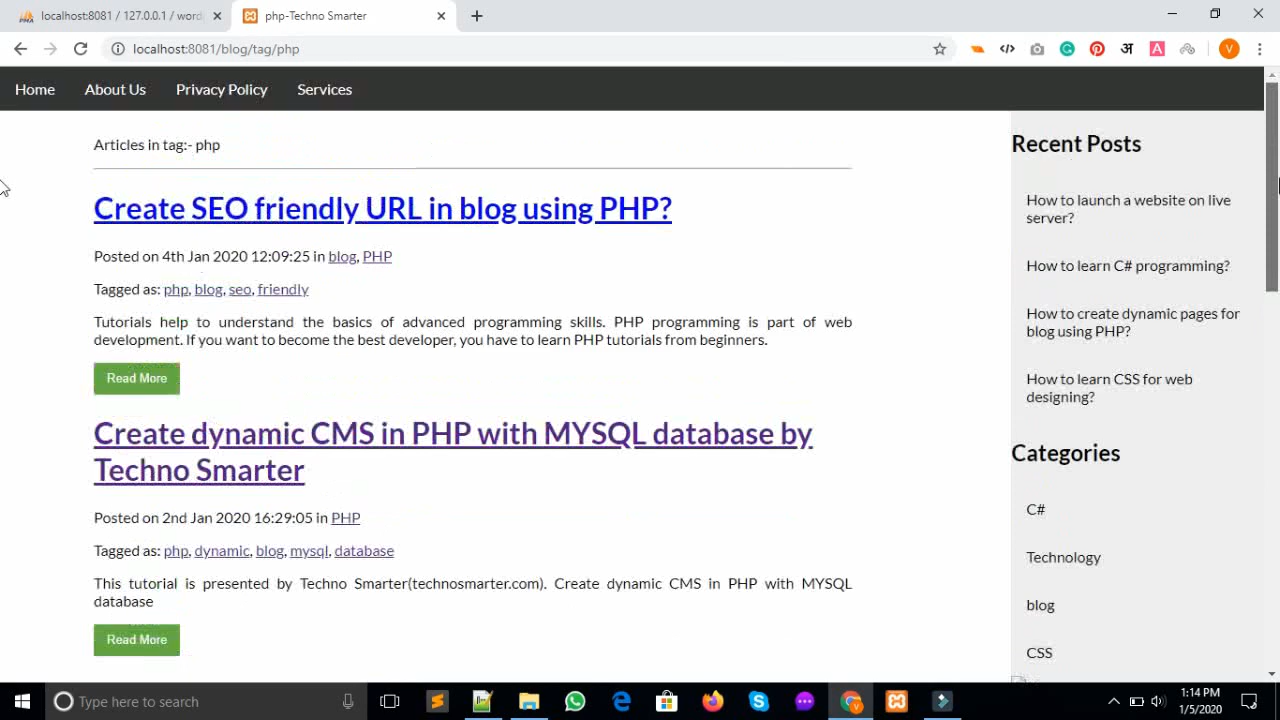 localhost:8081 / 127.0.0.1 / word
php-Techno Smarter
localhost:8081/blog/tag/php
अ
A
V
Home
About Us
Privacy Policy
Services
Articles in tag:- php
Create SEO friendly URL in blog using PHP?
Posted on 4th Jan 2020 12:09:25 in blog, PHP
Tagged as: php, blog, seo, friendly
Tutorials help to understand the basics of advanced programming skills. PHP programming is part of web
development. If you want to become the best developer, you have to learn PHP tutorials from beginners.
Read More
Create dynamic CMS in PHP with MYSQL database by
Techno Smarter
Posted on 2nd Jan 2020 16:29:05 in PHP
Tagged as: php, dynamic, blog, mysql, database
This tutorial is presented by Techno Smarter(technosmarter.com). Create dynamic CMS in PHP with MYSQL
database
Read More
Recent Posts
How to launch a website on live
server?
How to learn C# programming?
How to create dynamic pages for
blog using PHP?
How to learn CSS for web
designing?
Categories
C#
Technology
blog
CSS
Type here to search
1:14 PM
1/5/2020